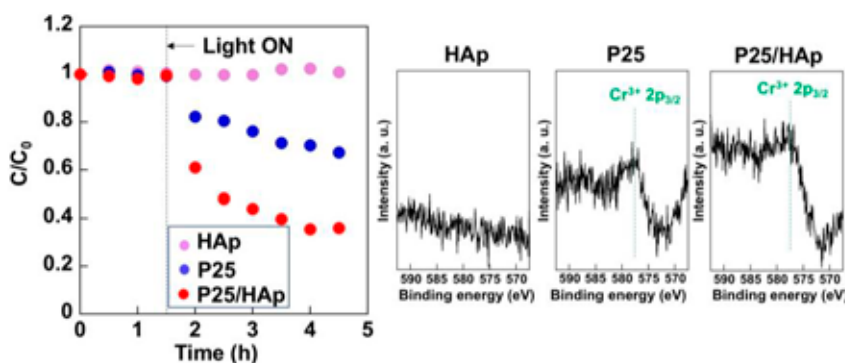 Light ON
C/C₀
1.2
1
0.8
0.6
0.4
0.2
0
HAp
P25
P25/HAp
0 1 2 3 4 5
Time (h)
HAp
Intensity (a. u.)
590 585 580 575 570
Binding energy (eV)
P25
Cr³⁺ 2p₃/₂
Intensity (a. u.)
590 585 580 575 570
Binding energy (eV)
P25/HAp
Cr³⁺ 2p₃/₂
Intensity (a. u.)
590 585 580 575 570
Binding energy (eV)